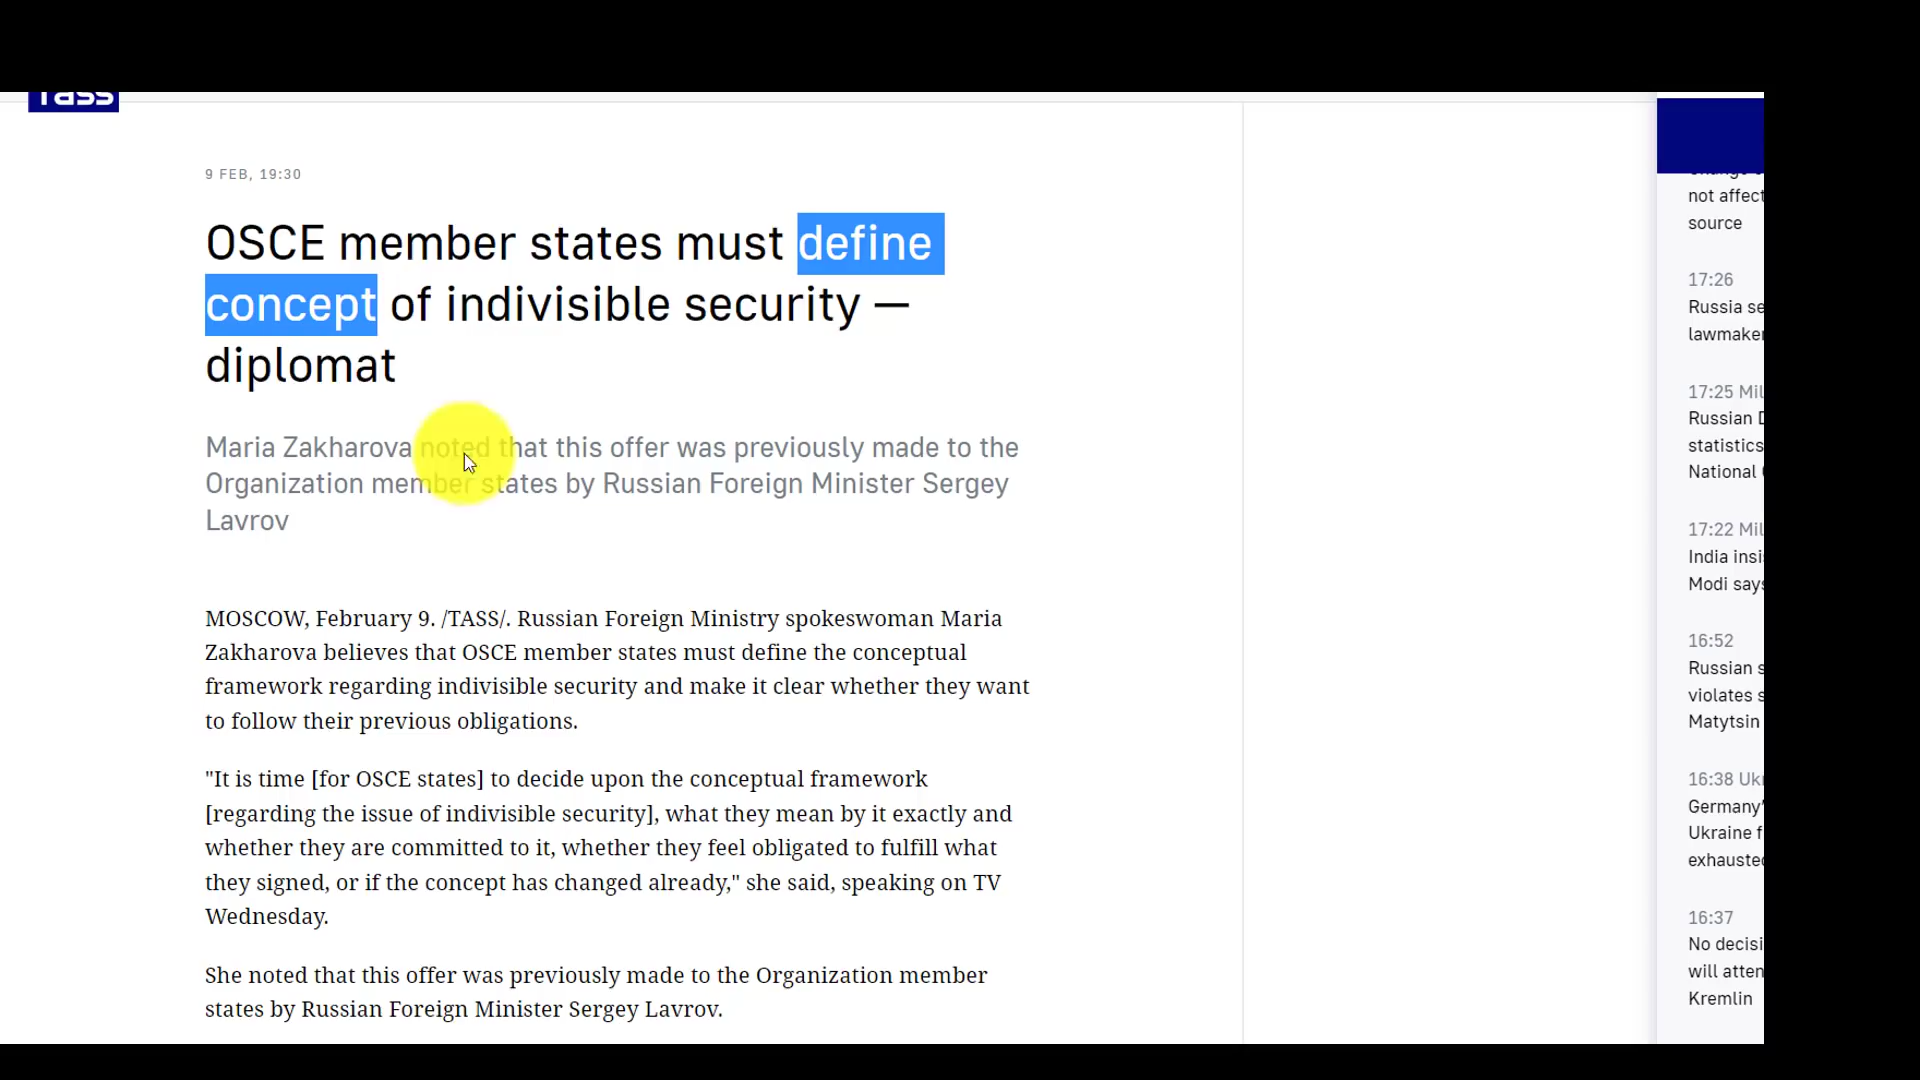 Tass
9 FEB, 19:30
OSCE member states must define
concept of indivisible security —
diplomat
Maria Zakharova noted that this offer was previously made to the
Organization member states by Russian Foreign Minister Sergey
Lavrov
MOSCOW, February 9. /TASS/. Russian Foreign Ministry spokeswoman Maria
Zakharova believes that OSCE member states must define the conceptual
framework regarding indivisible security and make it clear whether they want
to follow their previous obligations.
"It is time [for OSCE states] to decide upon the conceptual framework
[regarding the issue of indivisible security], what they mean by it exactly and
whether they are committed to it, whether they feel obligated to fulfill what
they signed, or if the concept has changed already," she said, speaking on TV
Wednesday.
She noted that this offer was previously made to the Organization member
states by Russian Foreign Minister Sergey Lavrov.
not affect
source
17:26
Russia
17:25
Russian
statistics
National
17:22
India
Modi says
16:52
Russian
violates
Matytsin
16:38
Germany'
Ukraine
exhausted
16:37
No
will
Kremlin